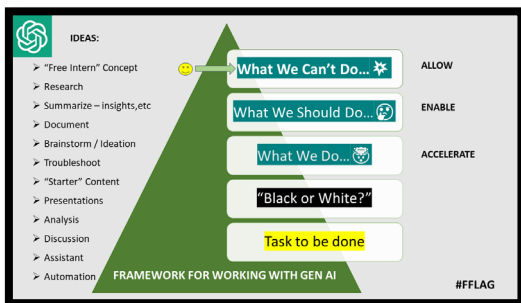 IDEAS:
➢ “Free Intern” Concept
➢ Research
➢ Summarize – insights,etc
➢ Document
➢ Brainstorm / Ideation
➢ Troubleshoot
➢ “Starter” Content
➢ Presentations
➢ Analysis
➢ Discussion
➢ Assistant
➢ Automation
What We Can’t Do…
ALLOW
What We Should Do…
ENABLE
What We Do…
ACCELERATE
“Black or White?”
Task to be done
FRAMEWORK FOR WORKING WITH GEN AI
#FFLAG